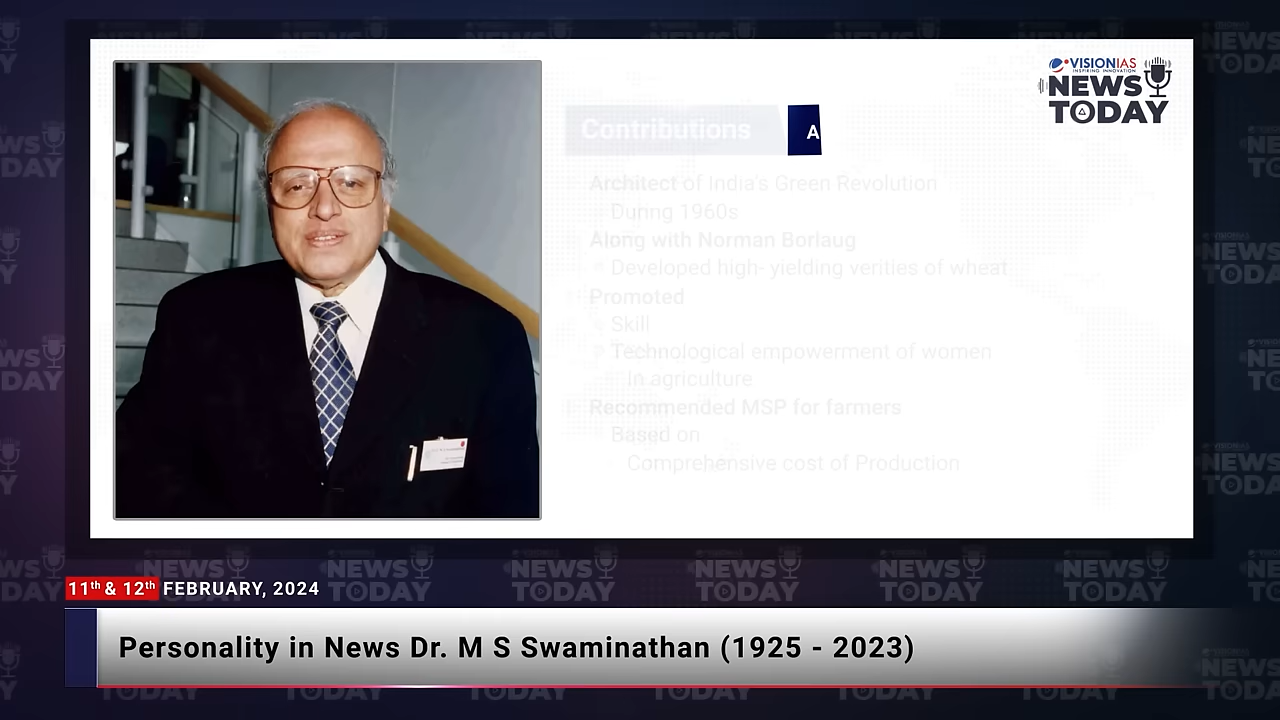 VISIONIAS
INSPIRING INNOVATION
NEWS
TODAY
Contributions
A
Architect of India's Green Revolution
During 1960s
Along with Norman Borlaug
Developed high- yielding verities of wheat
Promoted
Skill
Technological empowerment of women
In agriculture
Recommended MSP for farmers
Based on
Comprehensive cost of Production
11th & 12th FEBRUARY, 2024
Personality in News Dr. M S Swaminathan (1925 - 2023)